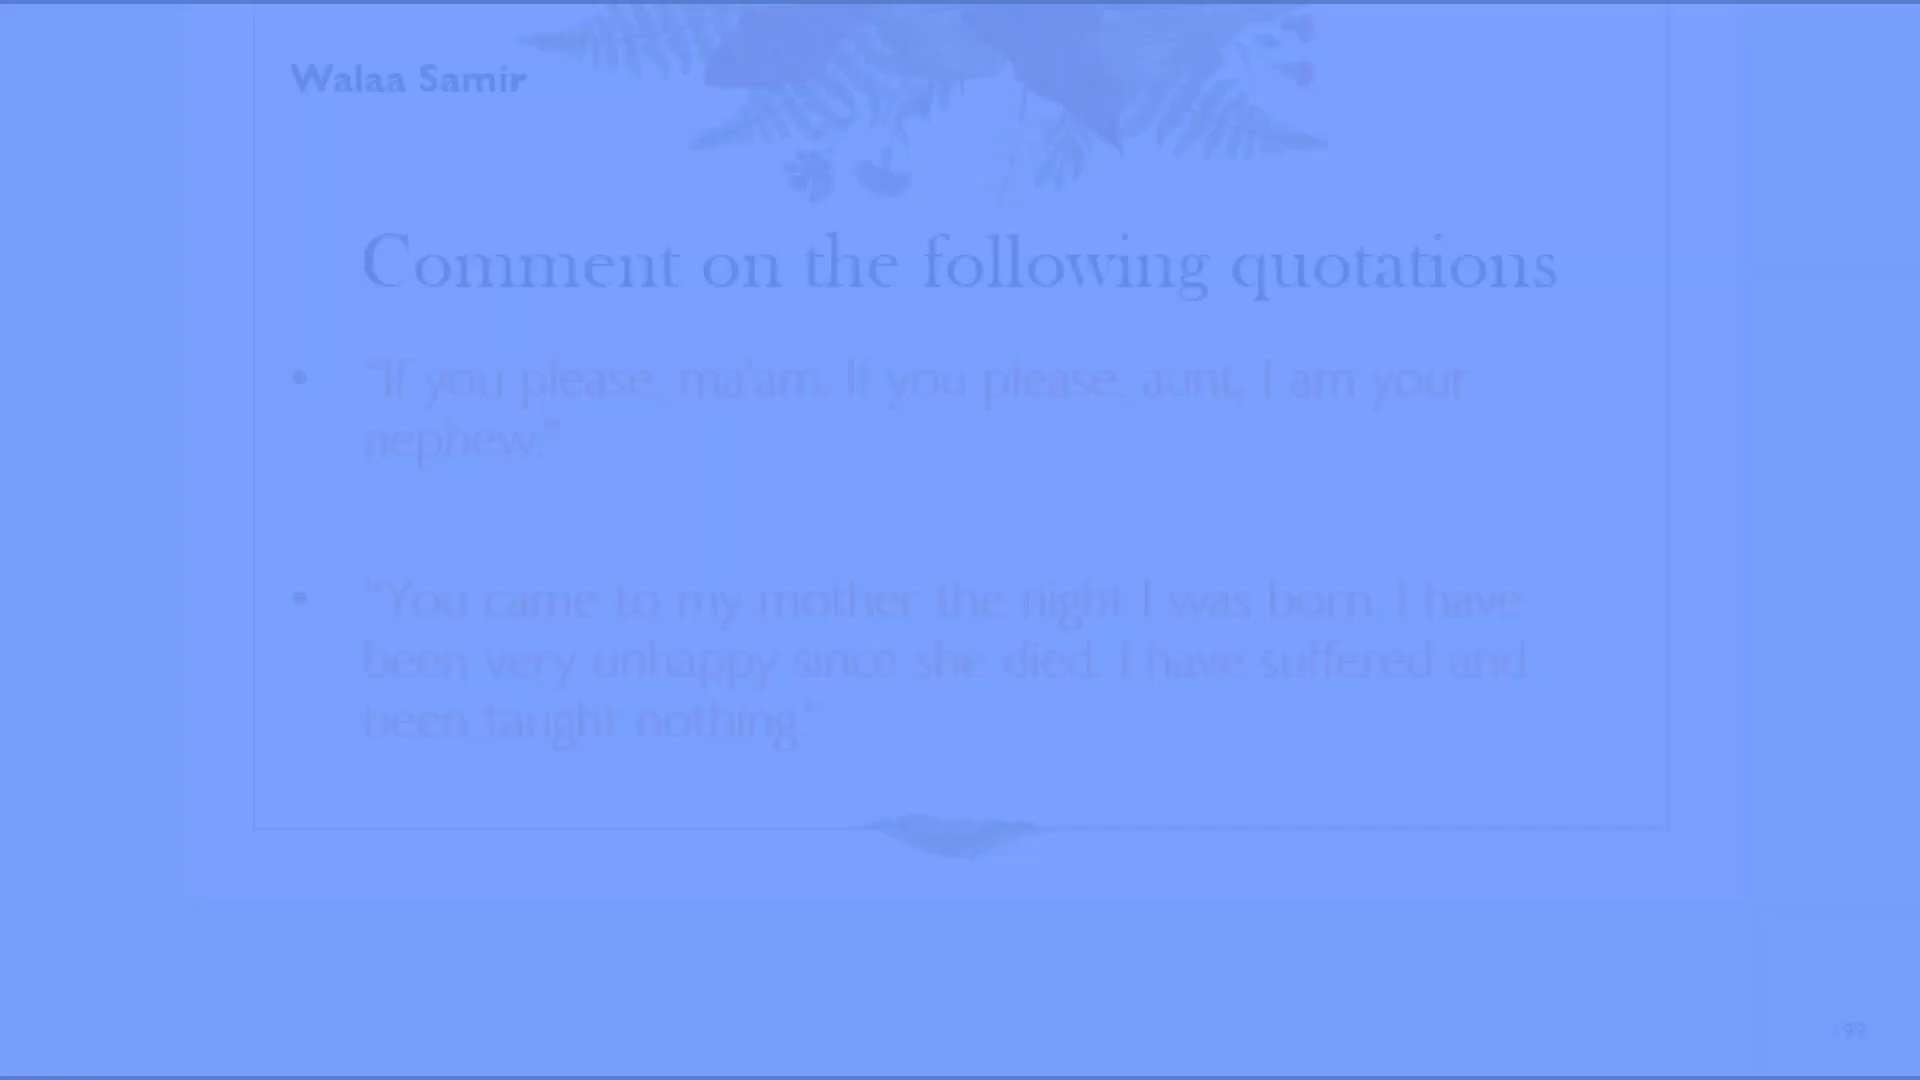 Walaa Samir
Comment on the following quotations
• "If you please, ma'am. If you please, aunt, I am your
nephew."
• "You came to my mother the night I was born. I have
been very unhappy since she died. I have suffered and
been taught nothing."